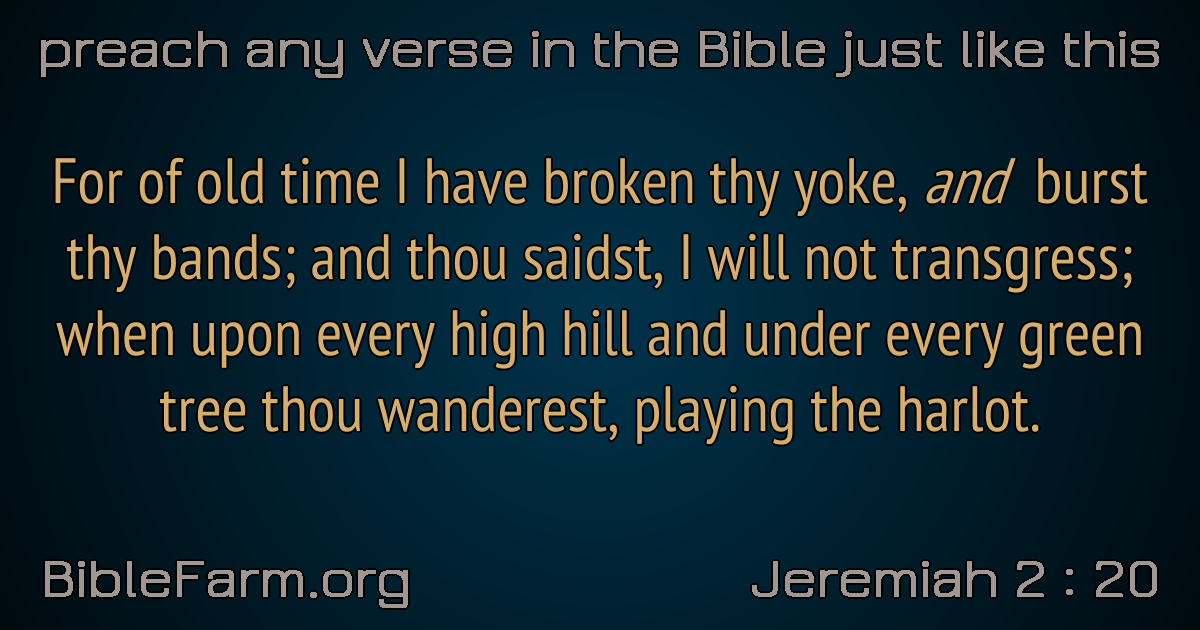 preach any verse in the Bible just like this
For of old time I have broken thy yoke, and burst
thy bands; and thou saidst, I will not transgress;
when upon every high hill and under every green
tree thou wanderest, playing the harlot.
BibleFarm.org
Jeremiah 2 : 20